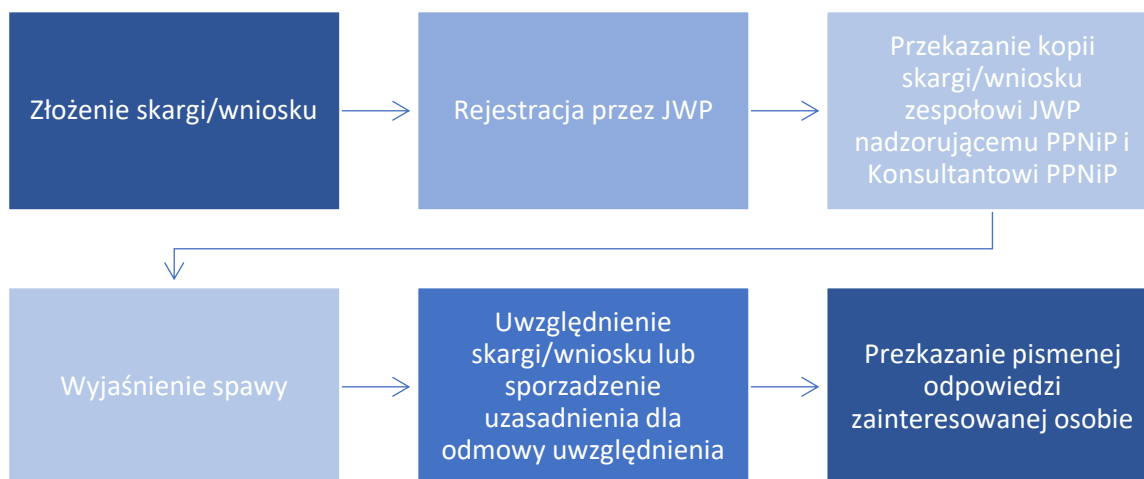 Złożenie skargi/wniosku
Rejestracja przez JWP
Przekazanie kopii
skargi/wniosku
zespołowi JWP
nadzorującemu PPNiP i
Konsultantowi PPNiP
Wyjaśnienie spawy
Uwzględnienie
skargi/wniosku lub
sporzadzenie
uzasadnienia dla
odmowy uwzględnienia
Prezkazanie pismenej
odpowiedzi
zainteresowanej osobie